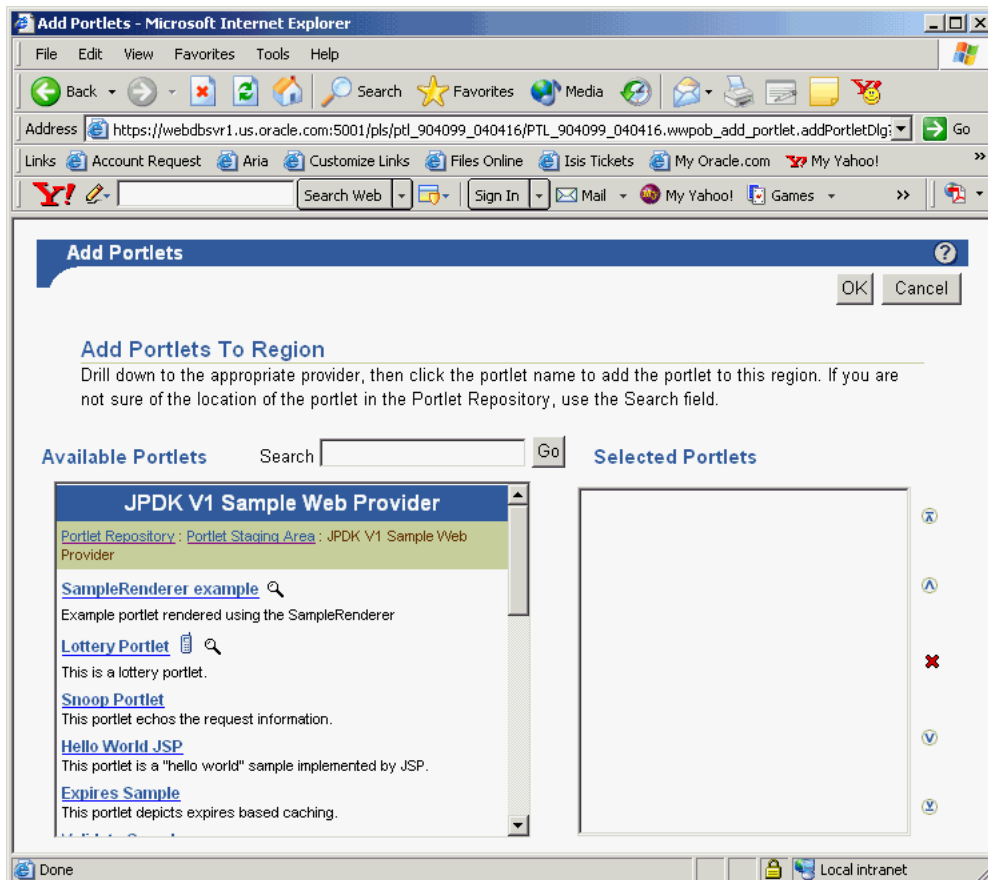 Add Portlets - Microsoft Internet Explorer
File Edit View Favorites Tools Help
Back Search Favorites Media
Address https://webdbsvr1.us.oracle.com:5001/pls/ptl_904099_040416/PTL_904099_040416.wwpob_add_portlet.addPortletDlg? Go
Links Account Request Aria Customize Links Files Online Isis Tickets My Oracle.com My Yahoo! »
Y! Search Web Sign In Mail My Yahoo! Games »
Add Portlets ?
OK Cancel
Add Portlets To Region
Drill down to the appropriate provider, then click the portlet name to add the portlet to this region. If you are
not sure of the location of the portlet in the Portlet Repository, use the Search field.
Available Portlets Search Go Selected Portlets
JPDK V1 Sample Web Provider
Portlet Repository : Portlet Staging Area : JPDK V1 Sample Web
Provider
SampleRenderer example
Example portlet rendered using the SampleRenderer
Lottery Portlet
This is a lottery portlet.
Snoop Portlet
This portlet echos the request information.
Hello World JSP
This portlet is a "hello world" sample implemented by JSP.
Expires Sample
This portlet depicts expires based caching.
Done Local intranet